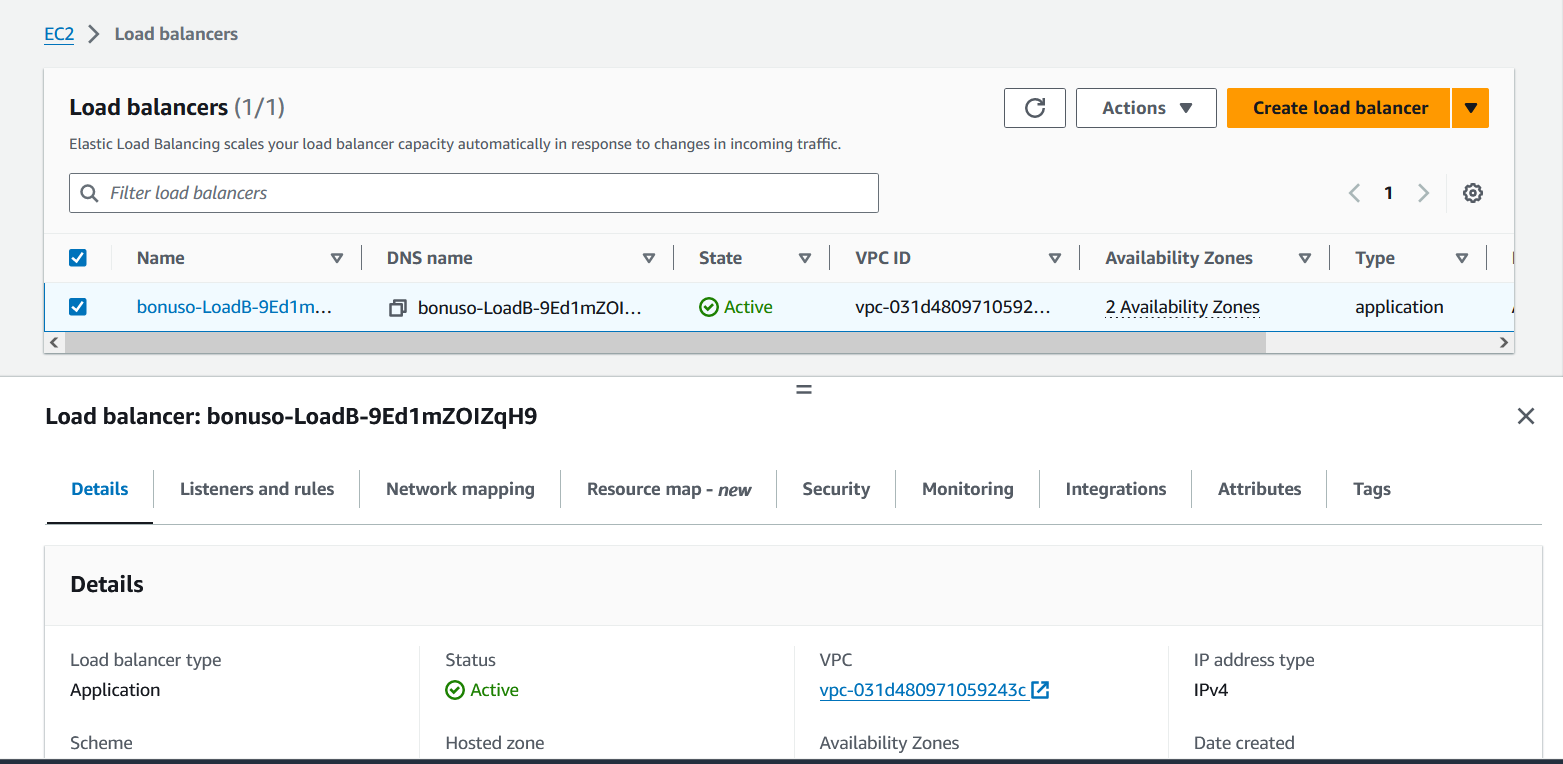 EC2 > Load balancers
Load balancers (1/1)
Actions
Create load balancer
Elastic Load Balancing scales your load balancer capacity automatically in response to changes in incoming traffic.
Filter load balancers
1
Name DNS name State VPC ID Availability Zones Type
bonuso-LoadB-9Ed1m... bonuso-LoadB-9Ed1mZOI... Active vpc-031d4809710592... 2 Availability Zones application
Load balancer: bonuso-LoadB-9Ed1mZOIZqH9
Details Listeners and rules Network mapping Resource map - new Security Monitoring Integrations Attributes Tags
Details
Load balancer type Status VPC IP address type
Application Active vpc-031d480971059243c IPv4
Scheme Hosted zone Availability Zones Date created